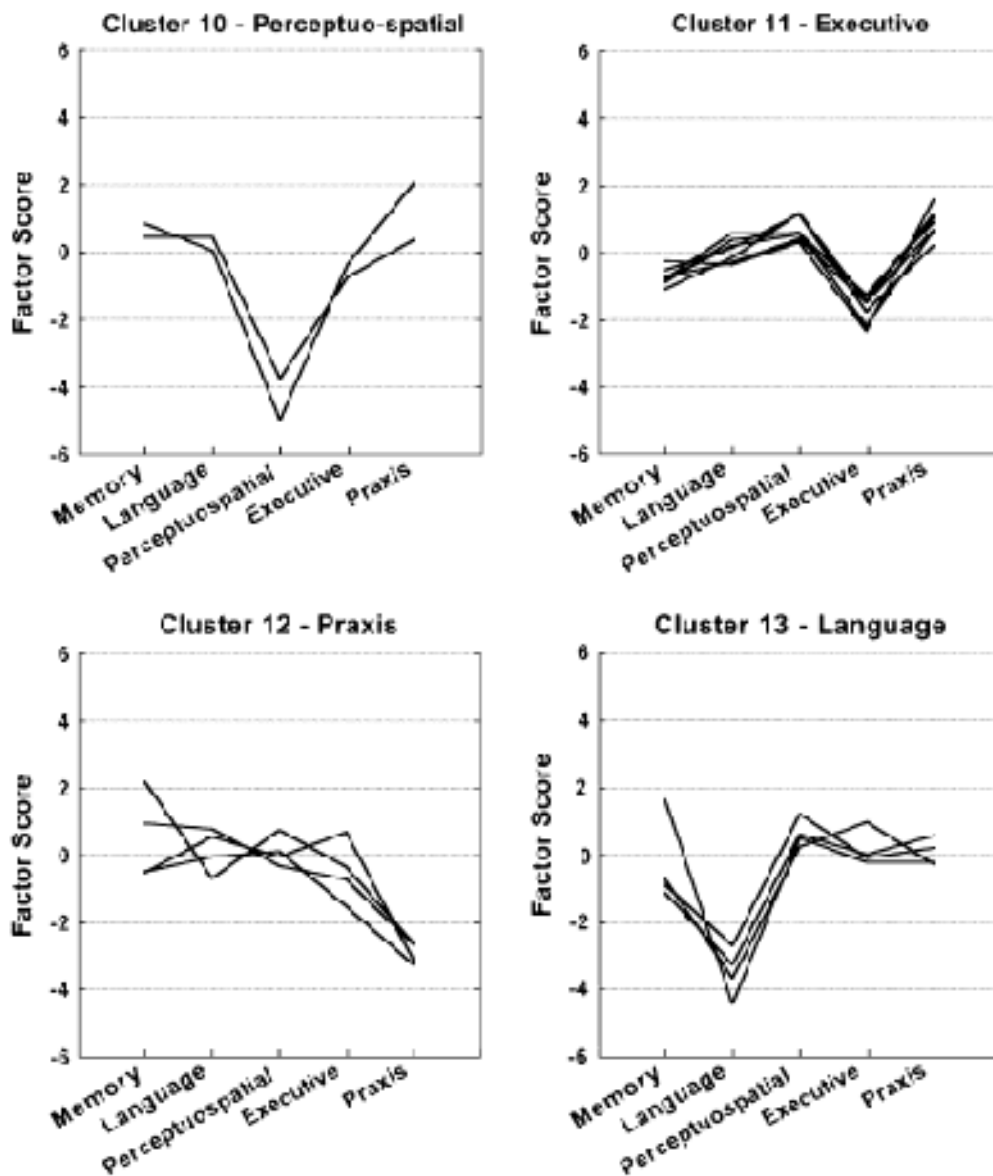 Cluster 10 - Perceptuo-spatial
6
4
2
0
-2
-4
-6
Factor Score
Memory
Language
Perceptuospatial
Executive
Praxis
Cluster 11 - Executive
6
4
2
0
-2
-4
-6
Factor Score
Memory
Language
Perceptuospatial
Executive
Praxis
Cluster 12 - Praxis
6
4
2
0
-2
-4
-6
Factor Score
Memory
Language
Perceptuospatial
Executive
Praxis
Cluster 13 - Language
6
4
2
0
-2
-4
-6
Factor Score
Memory
Language
Perceptuospatial
Executive
Praxis